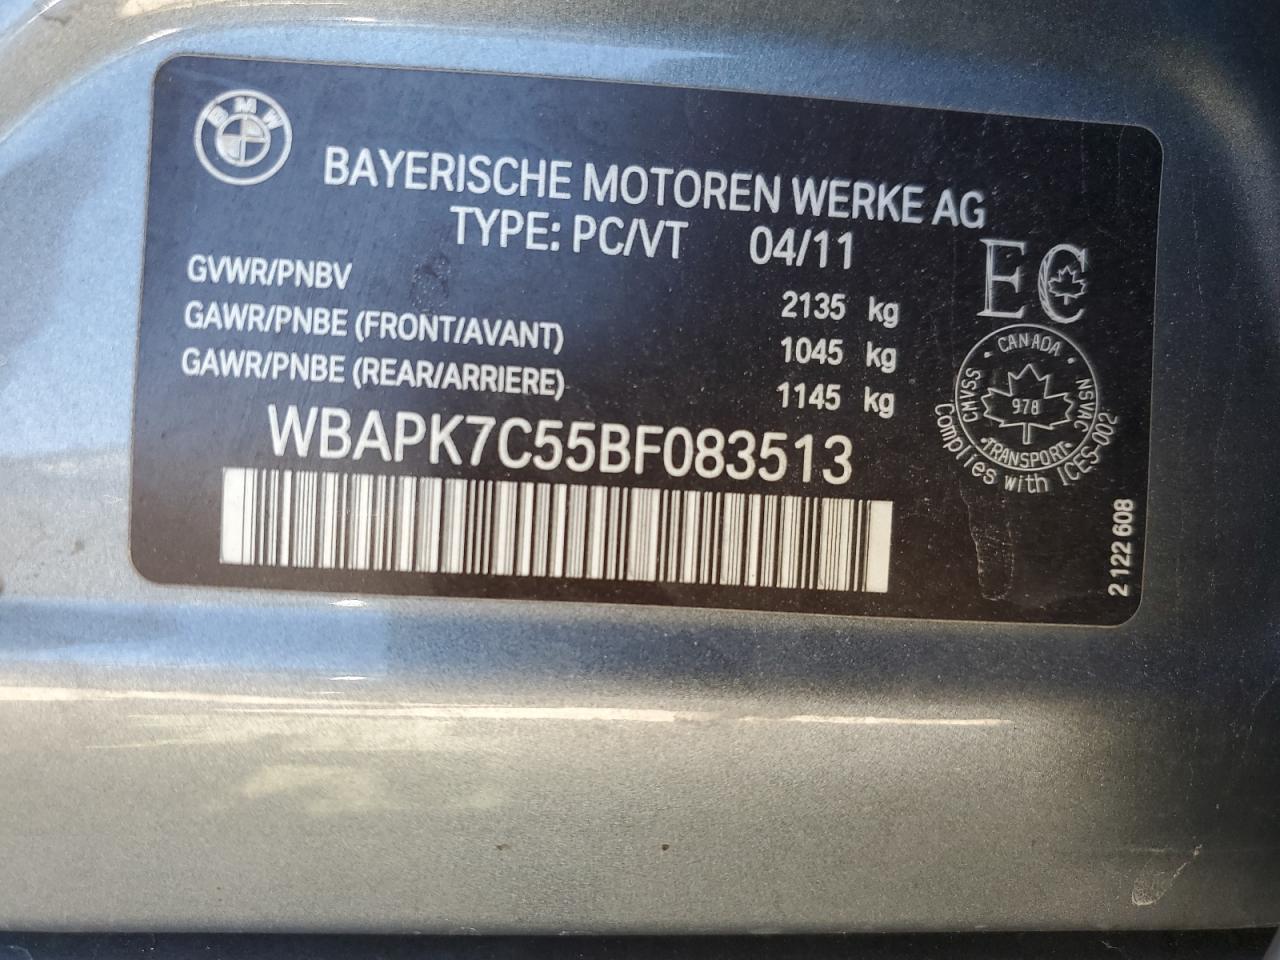 BMW
BAYERISCHE MOTOREN WERKE AG
TYPE: PC/VT 04/11
GVWR/PNBV 2135 kg
GAWR/PNBE (FRONT/AVANT) 1045 kg
GAWR/PNBE (REAR/ARRIERE) 1145 kg
WBAPK7C55BF083513
EC
CANADA
CMVSS
NSVAC
978
TRANSPORT
Complies with ICES-002
2 122 608